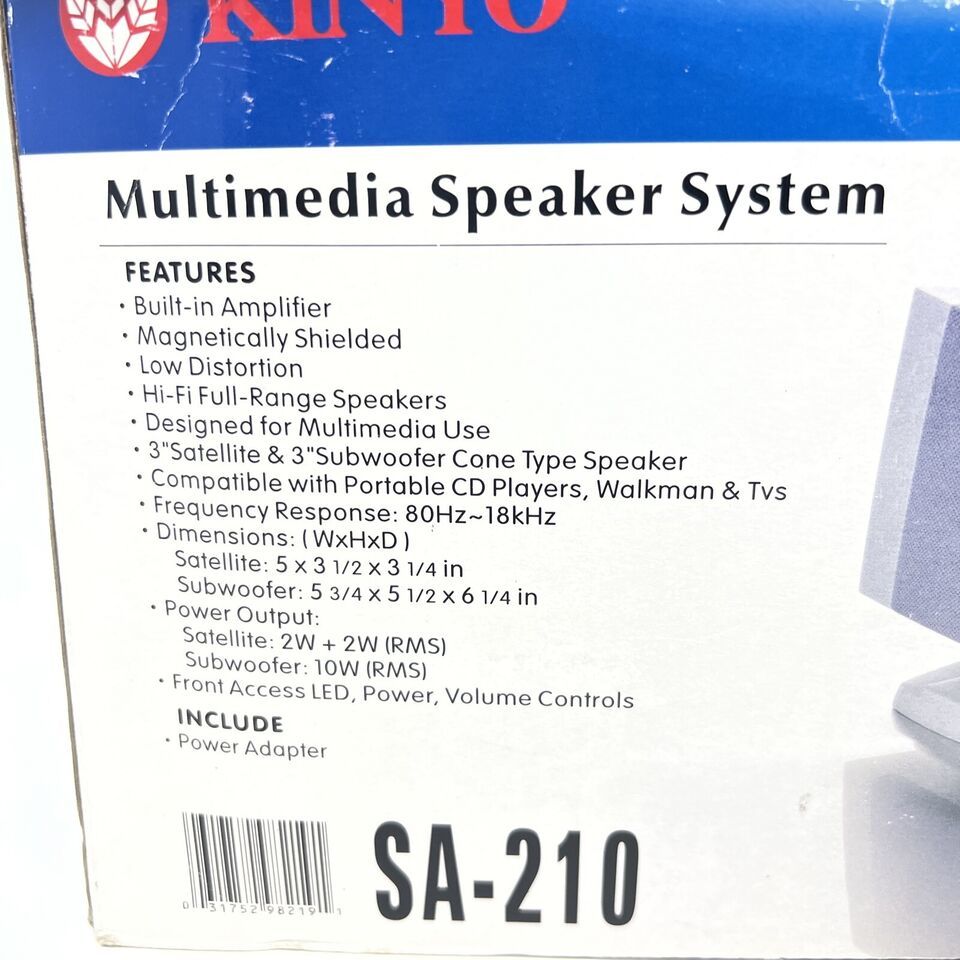 KINYO
Multimedia Speaker System
FEATURES
· Built-in Amplifier
· Magnetically Shielded
· Low Distortion
· Hi-Fi Full-Range Speakers
· Designed for Multimedia Use
· 3"Satellite & 3"Subwoofer Cone Type Speaker
· Compatible with Portable CD Players, Walkman & Tvs
· Frequency Response: 80Hz~18kHz
· Dimensions: ( WxHxD )
Satellite: 5 x 3 1/2 x 3 1/4 in
Subwoofer: 5 3/4 x 5 1/2 x 6 1/4 in
· Power Output:
Satellite: 2W + 2W (RMS)
Subwoofer: 10W (RMS)
· Front Access LED, Power, Volume Controls
INCLUDE
· Power Adapter
SA-210
0 31752 98219 1